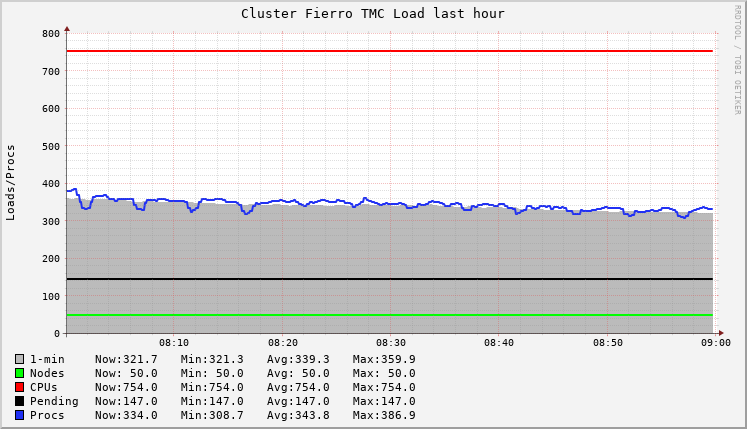 Cluster Fierro TMC Load last hour
RRDTOOL / TOBI OETIKER
Loads/Procs
800
700
600
500
400
300
200
100
0
08:10 08:20 08:30 08:40 08:50 09:00
1-min Now:321.7 Min:321.3 Avg:339.3 Max:359.9
Nodes Now: 50.0 Min: 50.0 Avg: 50.0 Max: 50.0
CPUs Now:754.0 Min:754.0 Avg:754.0 Max:754.0
Pending Now:147.0 Min:147.0 Avg:147.0 Max:147.0
Procs Now:334.0 Min:308.7 Avg:343.8 Max:386.9